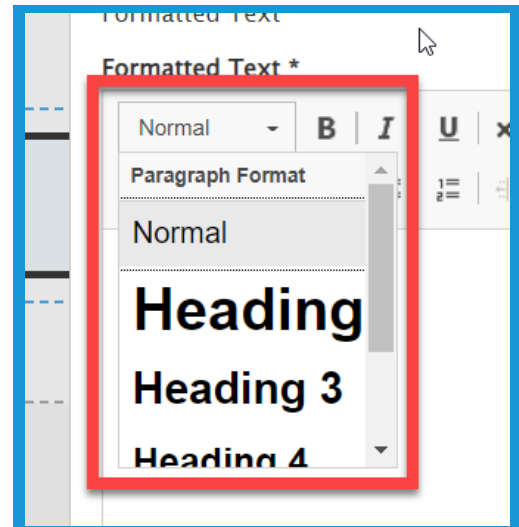 Formatted Text
Formatted Text *
Normal B I U x
Paragraph Format
Normal
Heading
Heading 3
Heading 4